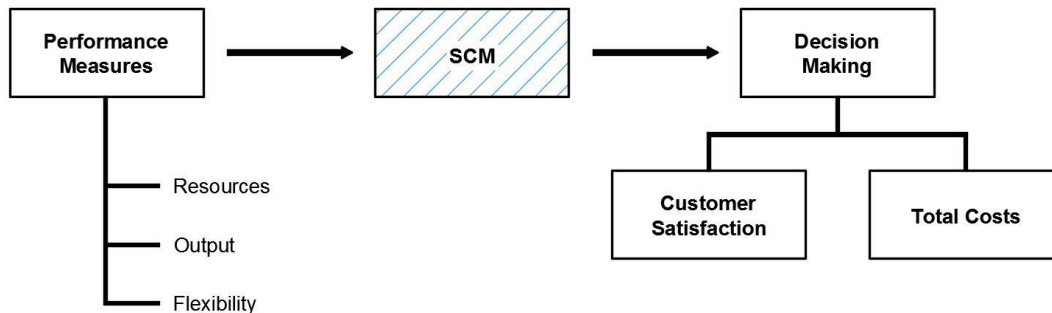 Performance
Measures
SCM
Decision
Making
Resources
Output
Flexibility
Customer
Satisfaction
Total Costs